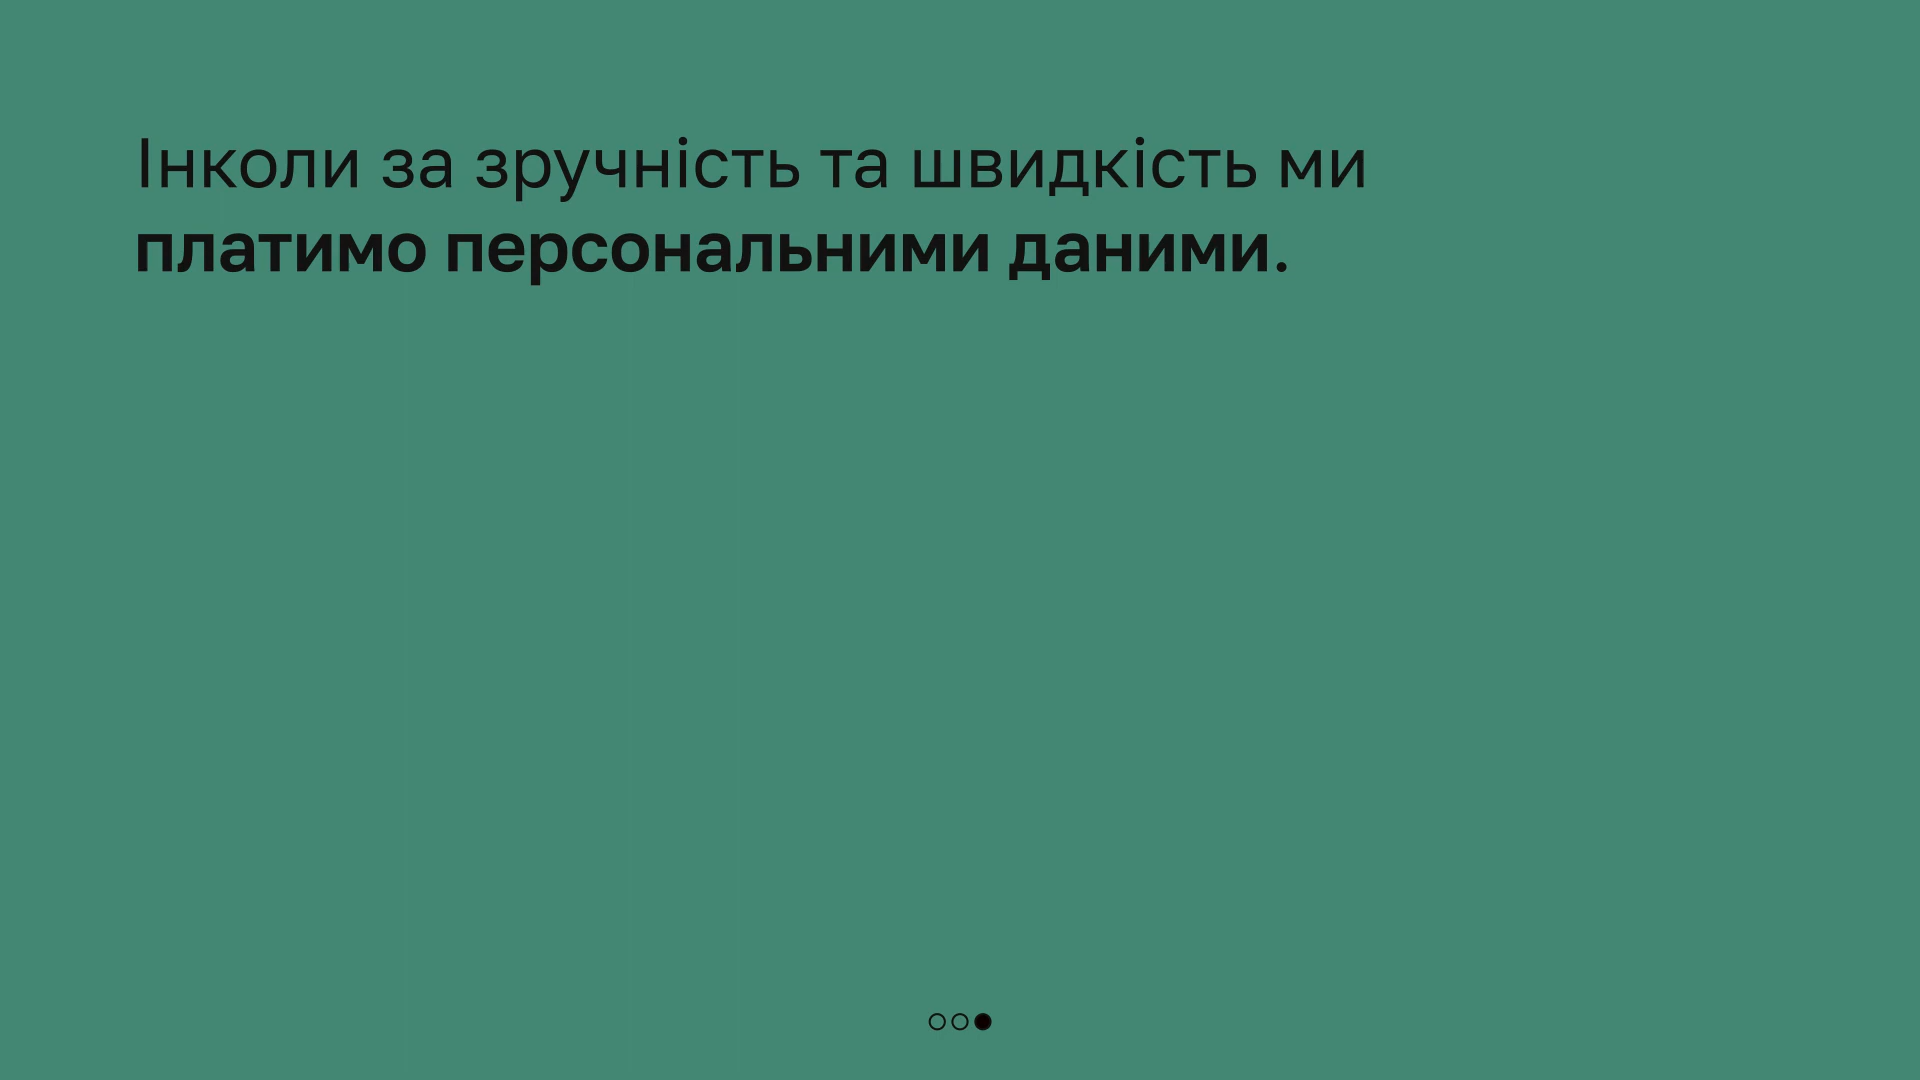 Інколи за зручність та швидкість ми
платимо персональними даними.